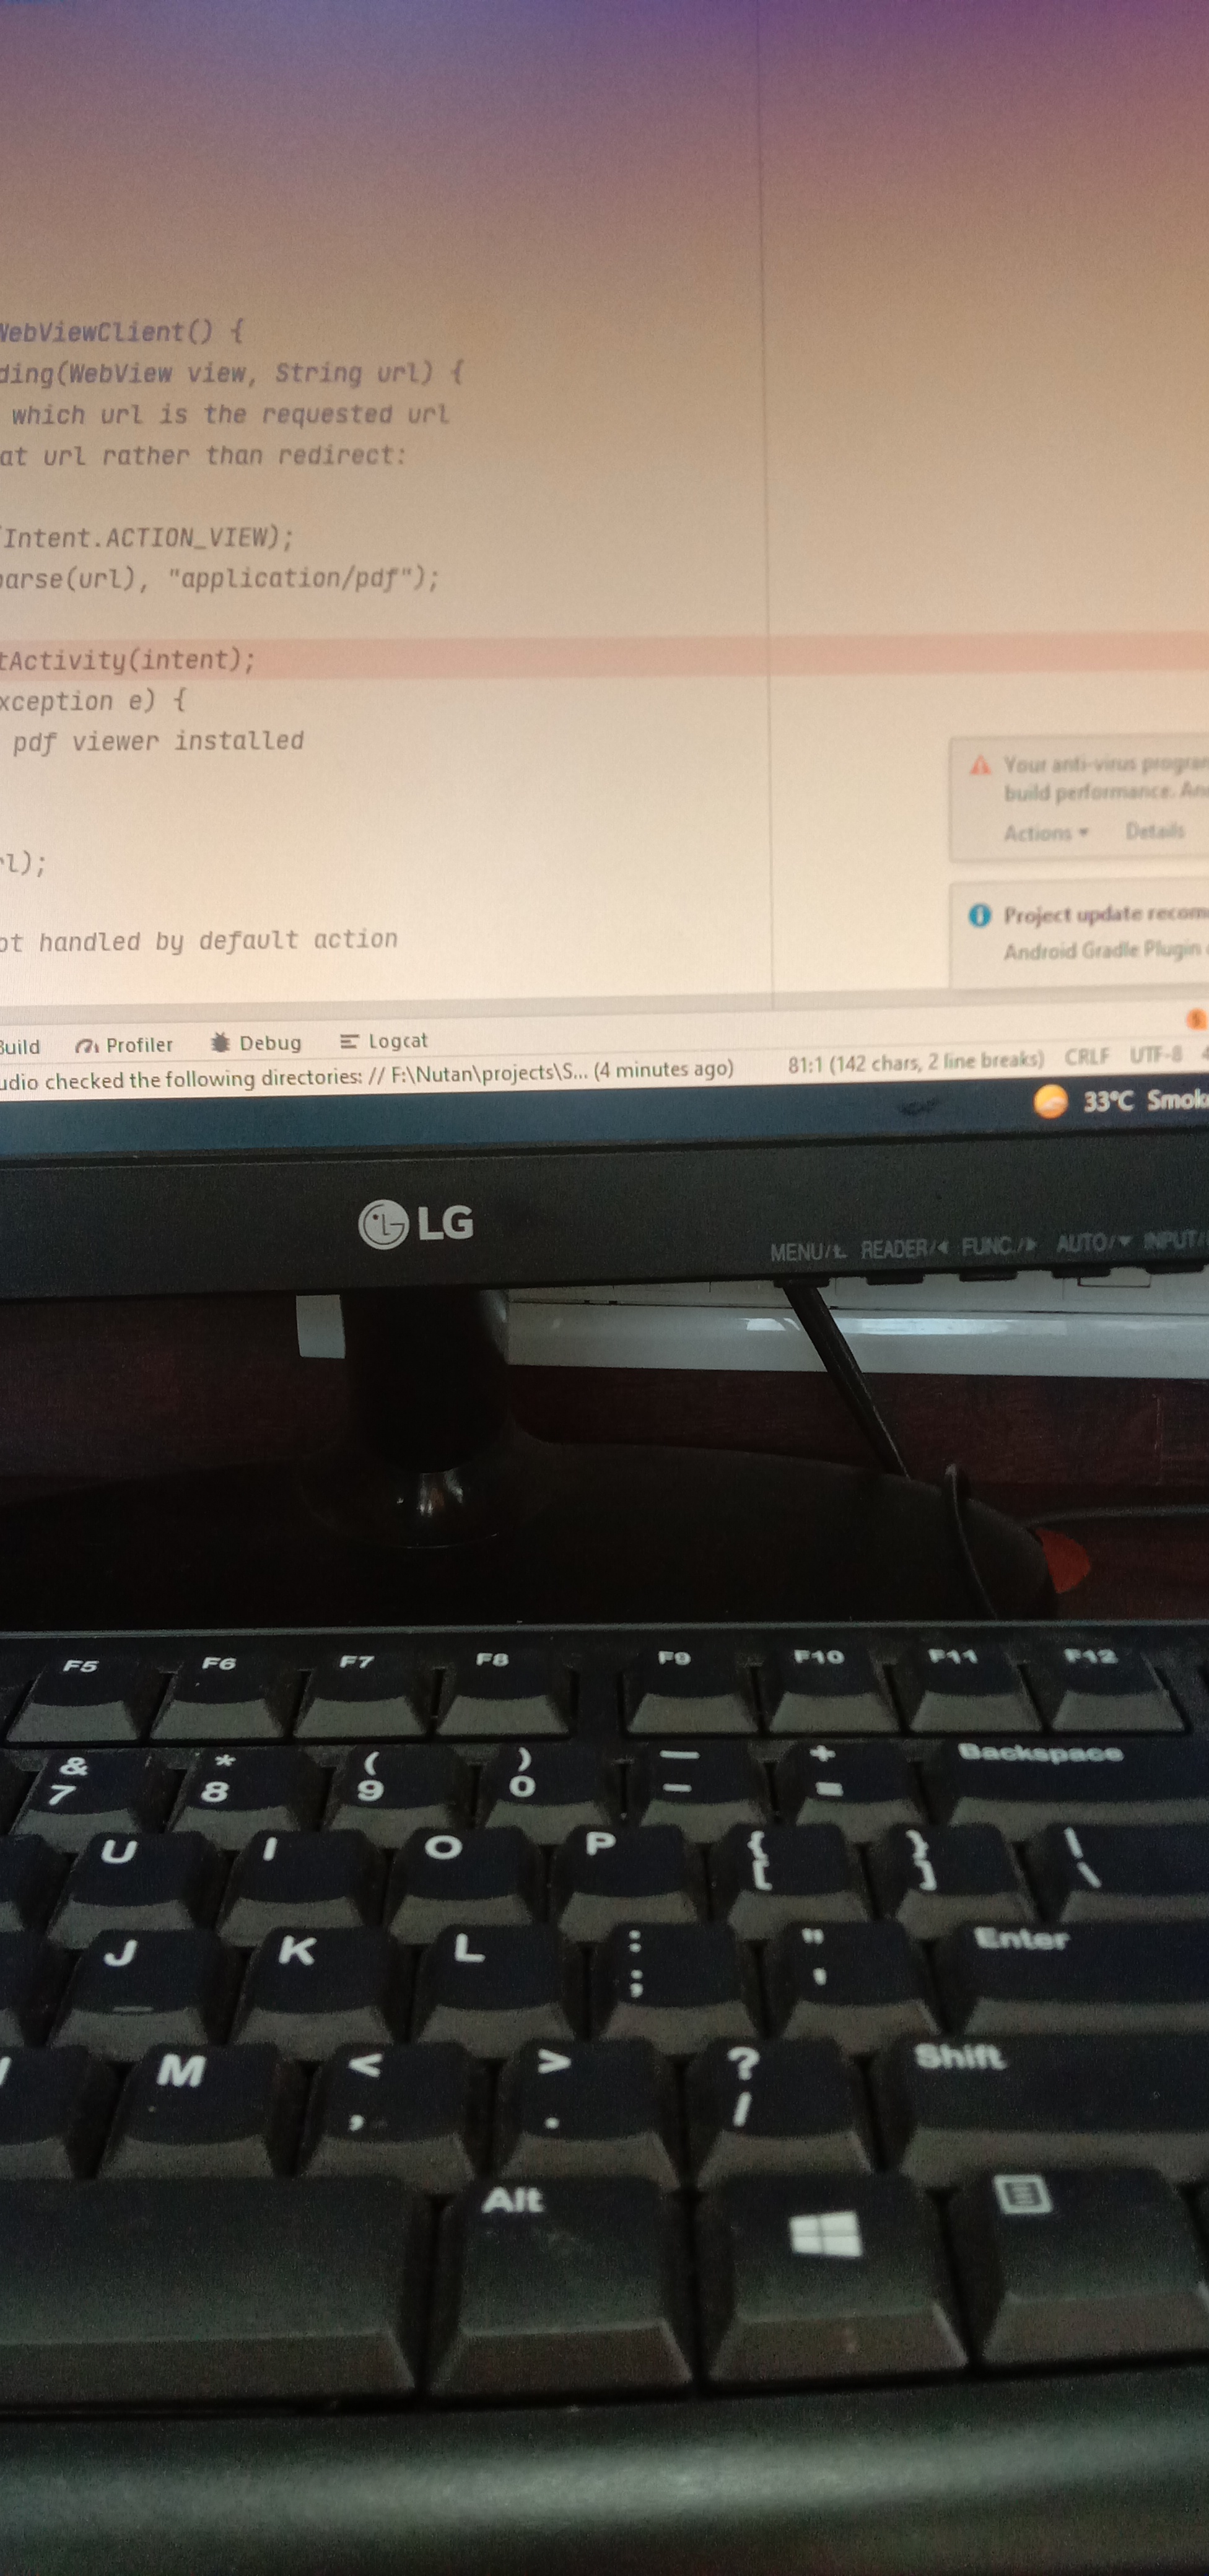 WebViewClient() {
ding(WebView view, String url) {
which url is the requested url
at url rather than redirect:
(Intent.ACTION_VIEW);
parse(url), "application/pdf");
tActivity(intent);
xception e) {
pdf viewer installed
rl);
ot handled by default action
Your anti-virus program
build performance. An
Actions Details
Project update recom
Android Gradle Plugin
Build Profiler Debug Logcat
udio checked the following directories: // F:\Nutan\projects\S... (4 minutes ago) 81:1 (142 chars, 2 line breaks) CRLF UTF-8 4
33°C Smok
LG
MENU/ READER/◀ FUNC./▶ AUTO/▼ INPUT/
F5 F6 F7 F8 F9 F10 F11 F12
& * ( ) — + Backspace
7 8 9 0 – =
U I O P { } |
[ ] \
J K L : " Enter
; '
M < > ? Shift
, . /
Alt